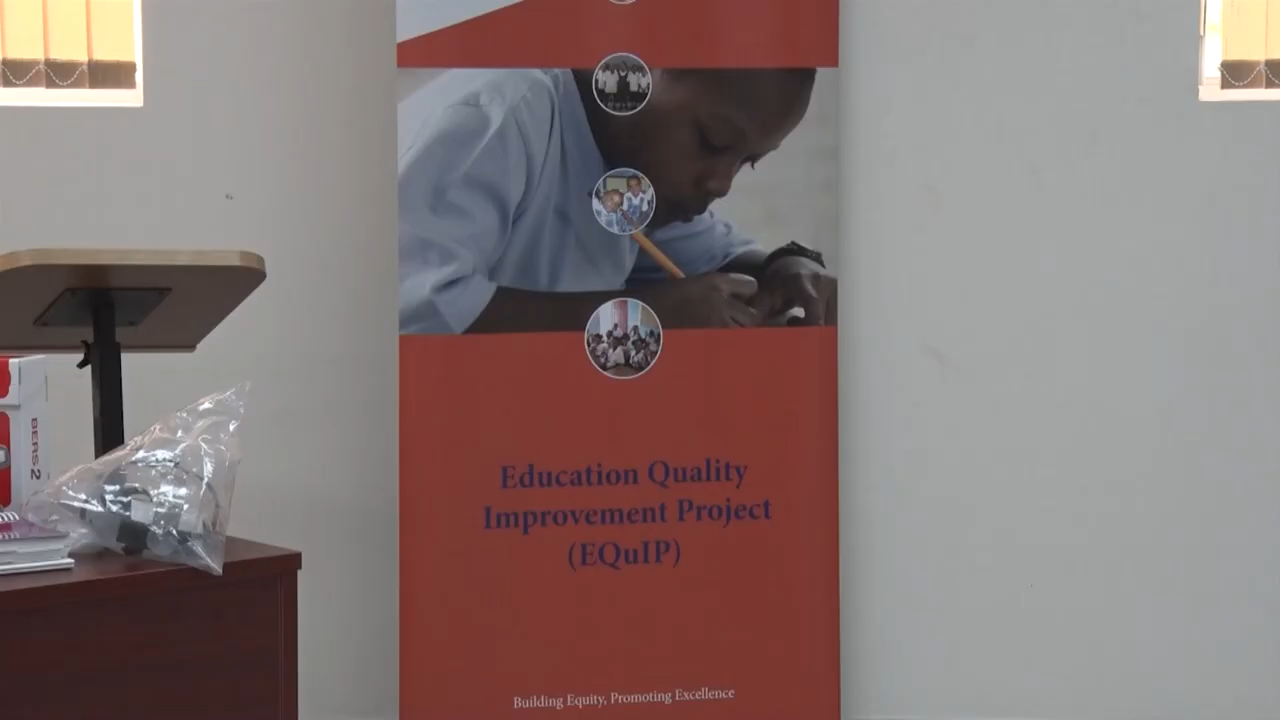 BERS 2
Education Quality
Improvement Project
(EQuIP)
Building Equity, Promoting Excellence